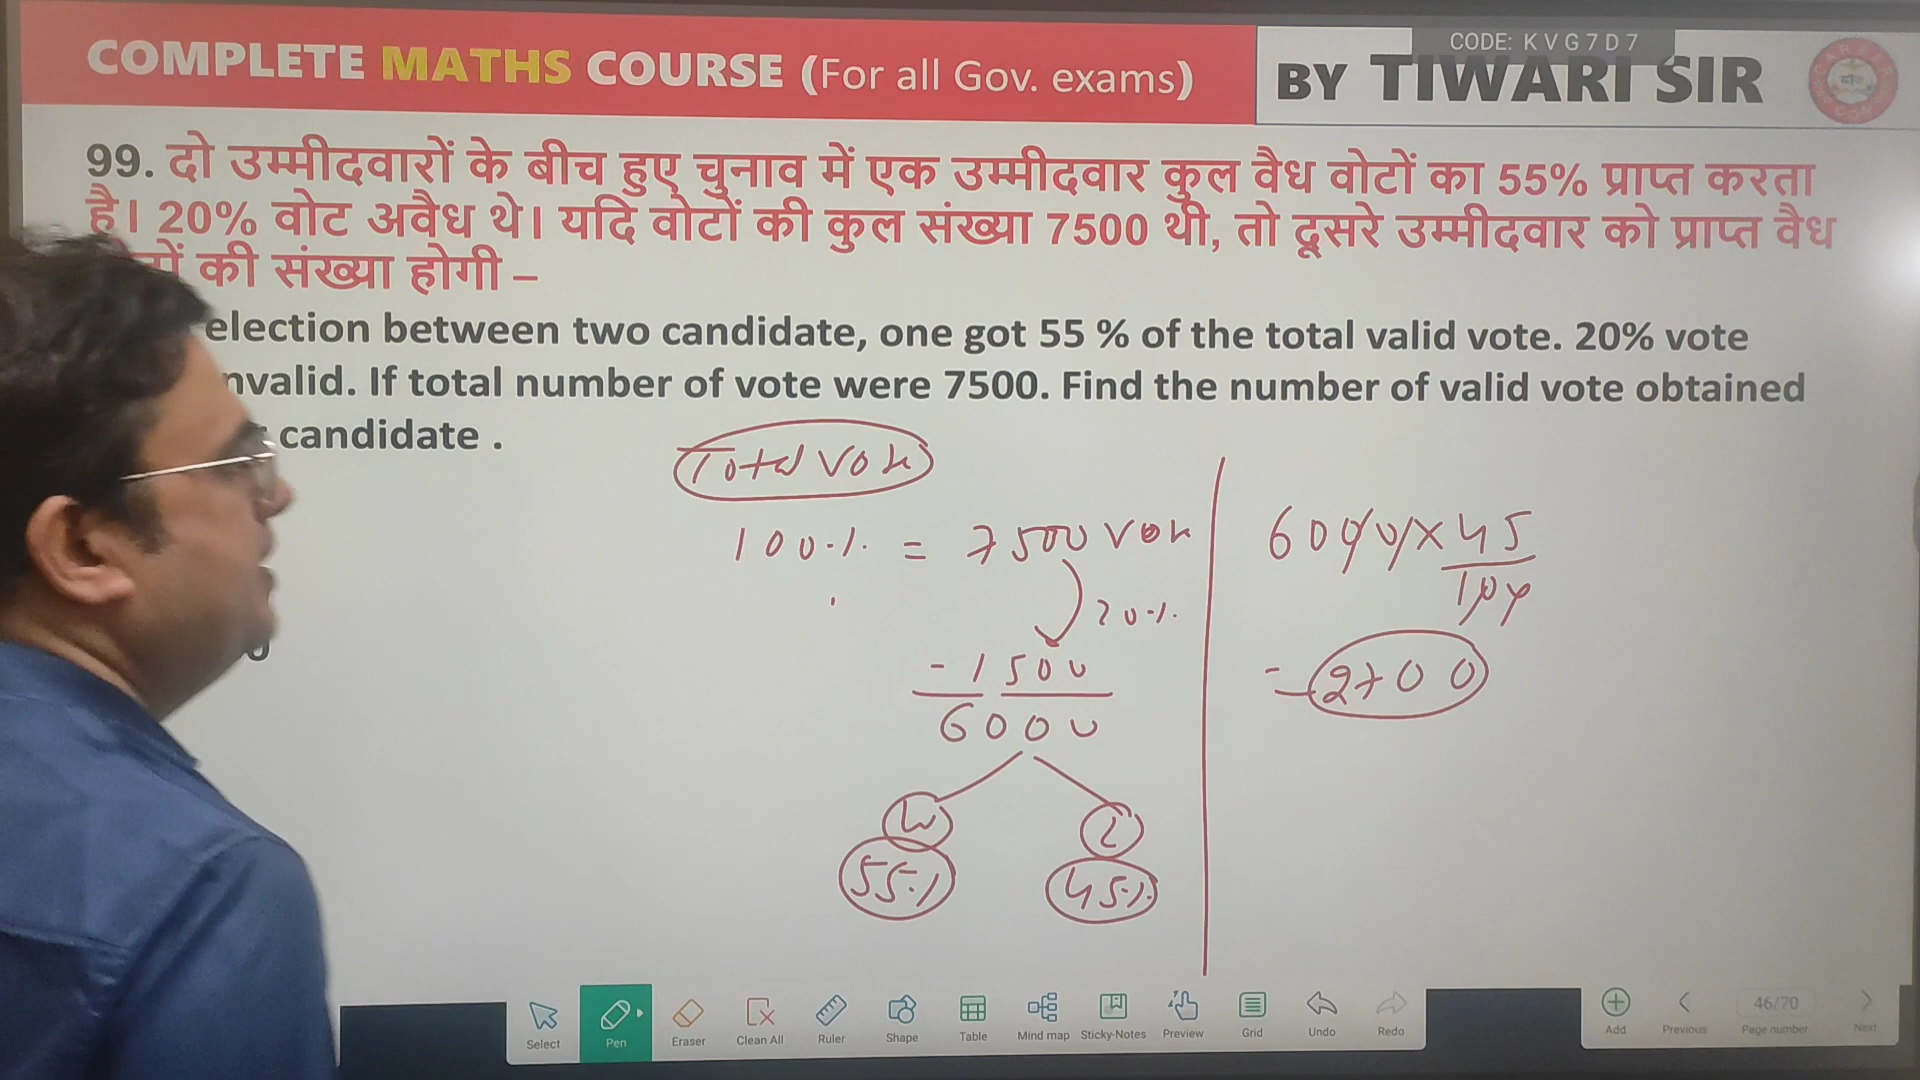 COMPLETE MATHS COURSE (For all Gov. exams)
BY TIWARI SIR
CODE: K V G 7 D 7
99. दो उम्मीदवारों के बीच हुए चुनाव में एक उम्मीदवार कुल वैध वोटों का 55% प्राप्त करता
है। 20% वोट अवैध थे। यदि वोटों की कुल संख्या 7500 थी, तो दूसरे उम्मीदवार को प्राप्त वैध
की संख्या होगी –
election between two candidate, one got 55 % of the total valid vote. 20% vote
If total number of vote were 7500. Find the number of valid vote obtained
candidate .
Total Vote
100% = 7500 Vote
20%
- 1500
6000
W L
55% 45%
6000 x 45
100
= 2700
Select Pen Eraser Clean All Ruler Shape Table Mind map Sticky-Notes Preview Grid Undo Redo
46/70
Add Previous Page number Next